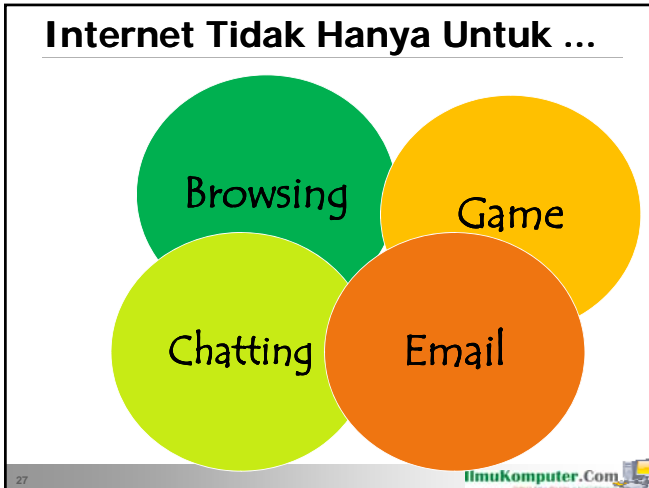 Internet Tidak Hanya Untuk ...
Browsing
Game
Chatting
Email
27
IlmuKomputer.Com